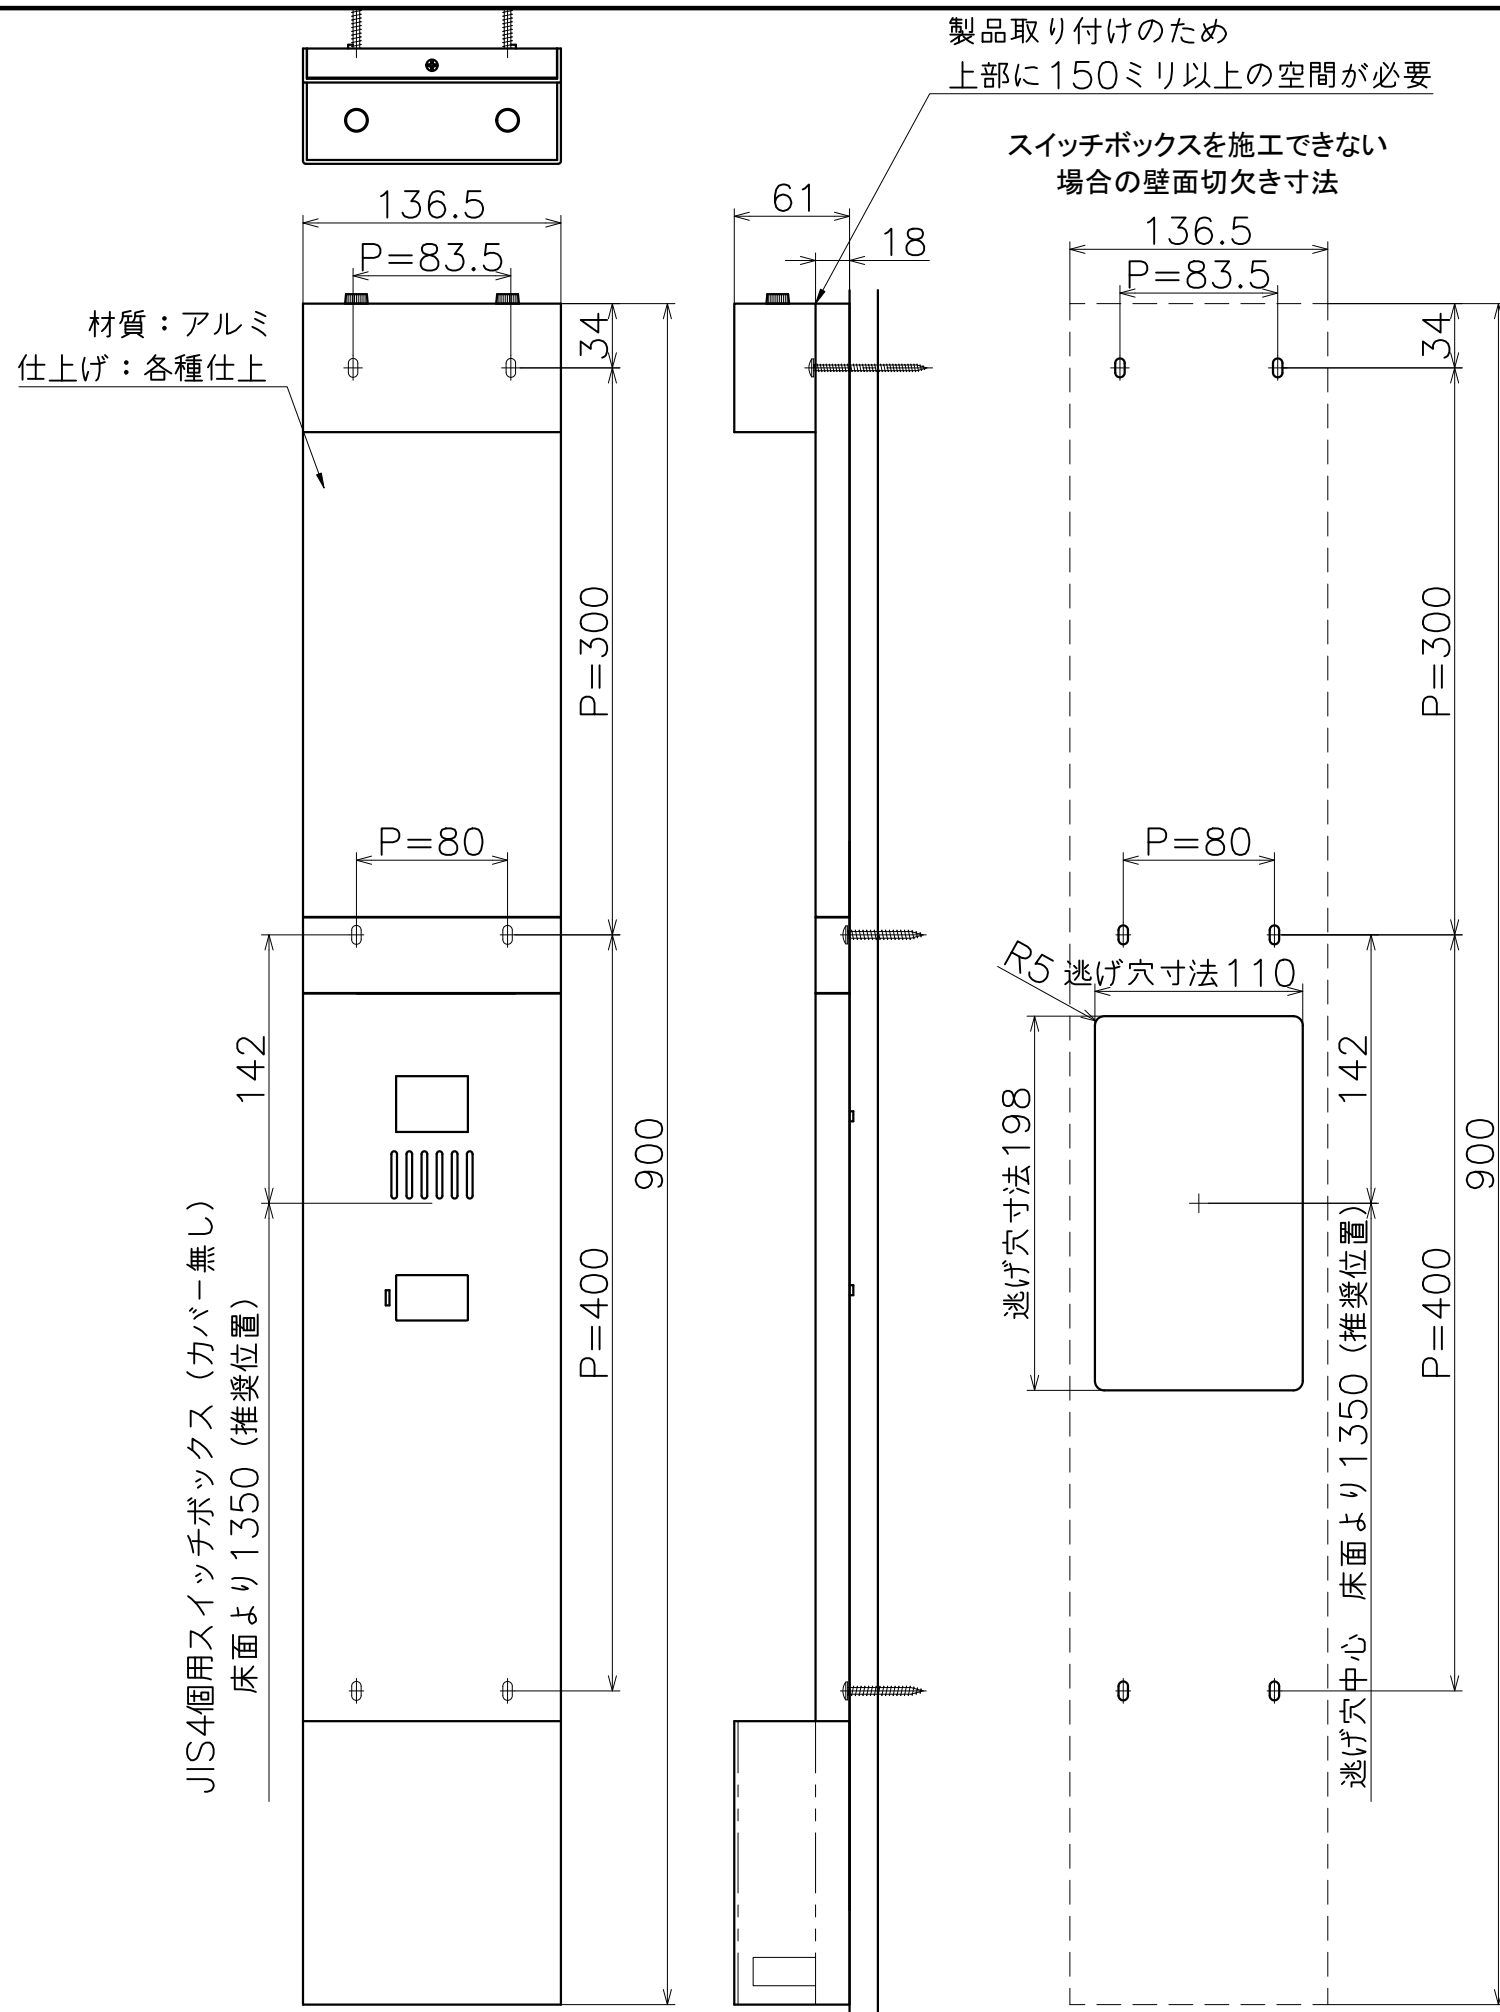 製品取り付けのため
上部に150ミリ以上の空間が必要
スイッチボックスを施工できない
場合の壁面切欠き寸法
136.5
P=83.5
61
18
136.5
P=83.5
材質：アルミ
仕上げ：各種仕上
34
34
P=300
P=300
P=80
P=80
R5
逃げ穴寸法110
142
142
逃げ穴寸法198
900
900
JIS4個用スイッチボックス（カバー無し）
床面より1350（推奨位置）
P=400
P=400
逃げ穴中心　床面より1350（推奨位置）